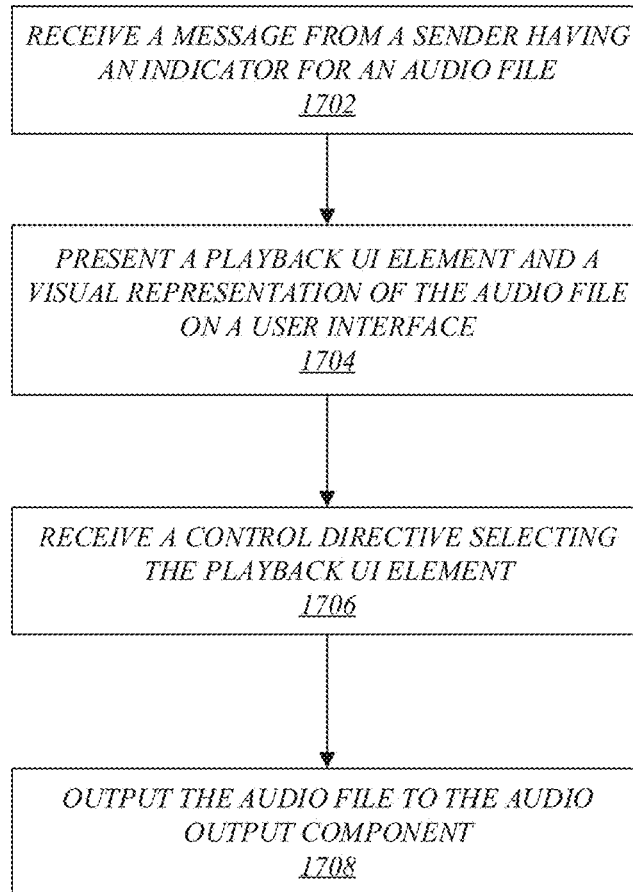 RECEIVE A MESSAGE FROM A SENDER HAVING
AN INDICATOR FOR AN AUDIO FILE
1702
PRESENT A PLAYBACK UI ELEMENT AND A
VISUAL REPRESENTATION OF THE AUDIO FILE
ON A USER INTERFACE
1704
RECEIVE A CONTROL DIRECTIVE SELECTING
THE PLAYBACK UI ELEMENT
1706
OUTPUT THE AUDIO FILE TO THE AUDIO
OUTPUT COMPONENT
1708